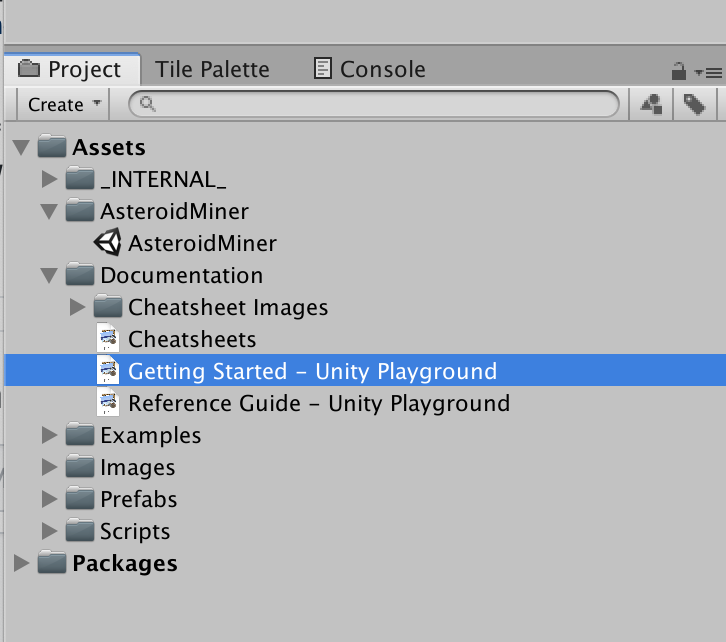 Project Tile Palette Console
Create
Assets
_INTERNAL_
AsteroidMiner
AsteroidMiner
Documentation
Cheatsheet Images
Cheatsheets
Getting Started – Unity Playground
Reference Guide – Unity Playground
Examples
Images
Prefabs
Scripts
Packages